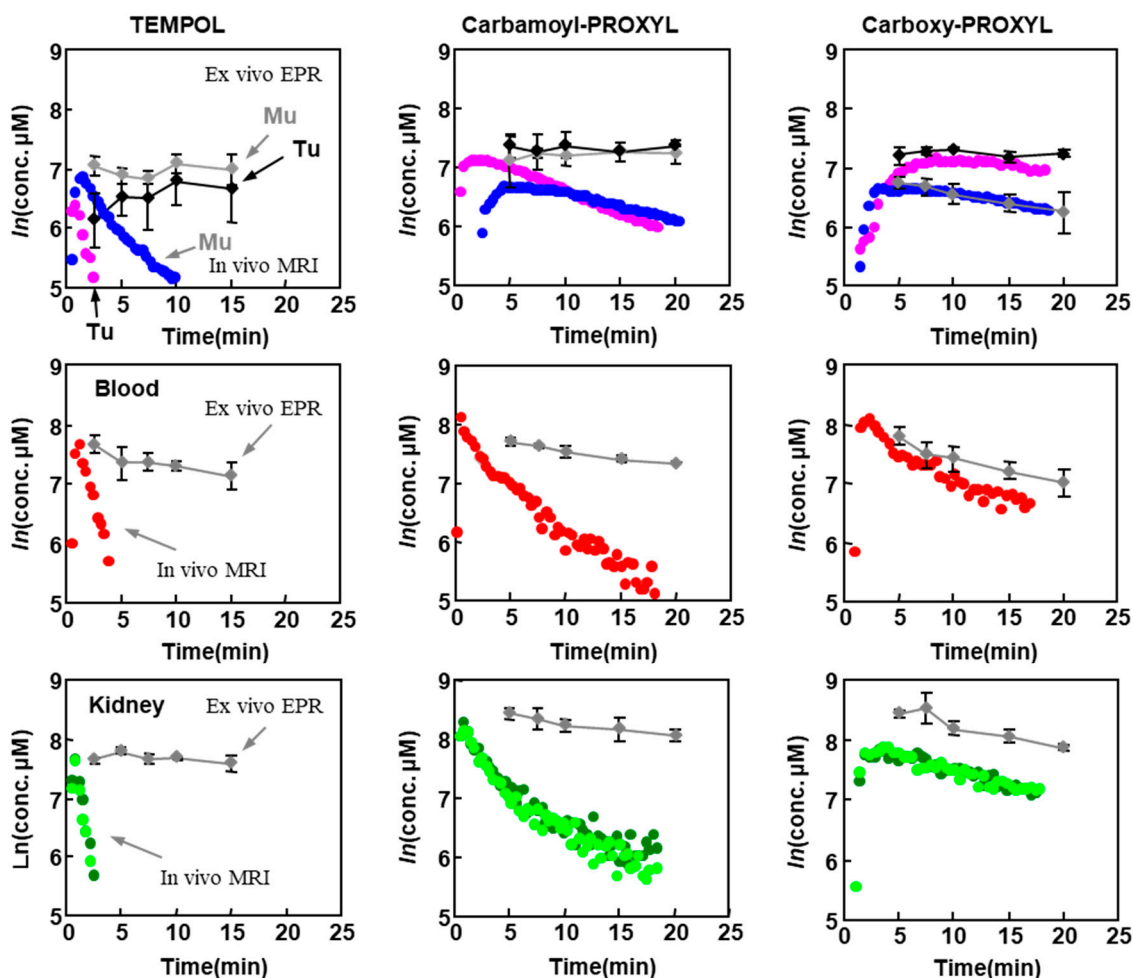 TEMPOL Carbamoyl-PROXYL Carboxy-PROXYL
9 9 9
Ex vivo EPR
8 8 8
Mu
Tu
7 7 7
ln(conc. µM) ln(conc. µM) ln(conc. µM)
6 6 6
Mu
In vivo MRI
5 5 5
0 5 10 15 20 25 0 5 10 15 20 25 0 5 10 15 20 25
Tu
Time(min) Time(min) Time(min)
9 9 9
Blood
Ex vivo EPR
8 8 8
7 7 7
ln(conc. µM) ln(conc. µM) ln(conc. µM)
6 6 6
In vivo MRI
5 5 5
0 5 10 15 20 25 0 5 10 15 20 25 0 5 10 15 20 25
Time(min) Time(min) Time(min)
9 9 9
Kidney
Ex vivo EPR
8 8 8
7 7 7
Ln(conc. µM) ln(conc. µM) ln(conc. µM)
6 6 6
In vivo MRI
5 5 5
0 5 10 15 20 25 0 5 10 15 20 25 0 5 10 15 20 25
Time(min) Time(min) Time(min)